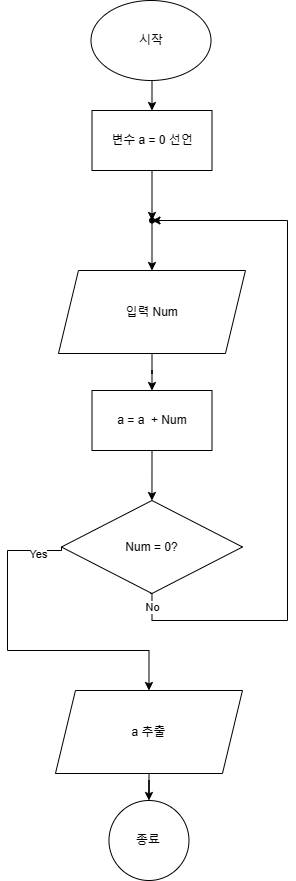 시작
변수 a = 0 선언
입력 Num
a = a + Num
Num = 0?
Yes
No
a 추출
종료